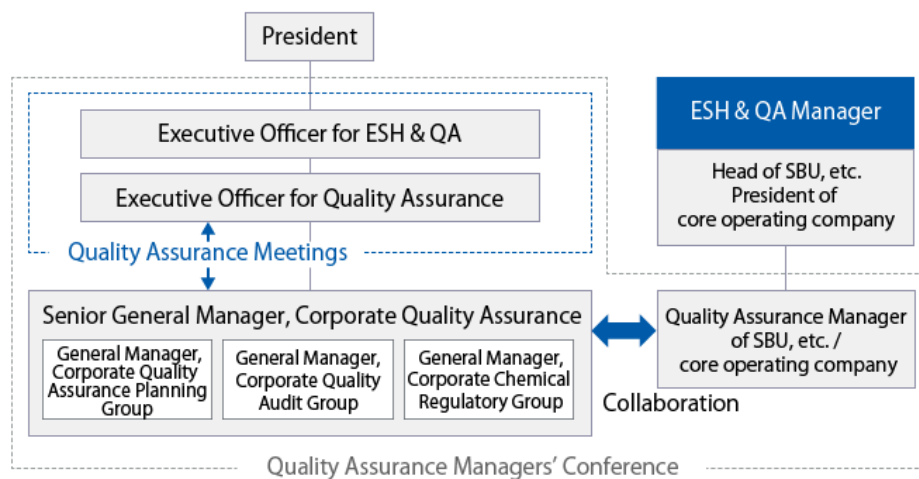 President
Executive Officer for ESH & QA
Executive Officer for Quality Assurance
Quality Assurance Meetings
ESH & QA Manager
Head of SBU, etc.
President of
core operating company
Senior General Manager, Corporate Quality Assurance
General Manager,
Corporate Quality
Assurance Planning
Group
General Manager,
Corporate Quality
Audit Group
General Manager,
Corporate Chemical
Regulatory Group
Collaboration
Quality Assurance Manager
of SBU, etc. /
core operating company
Quality Assurance Managers’ Conference